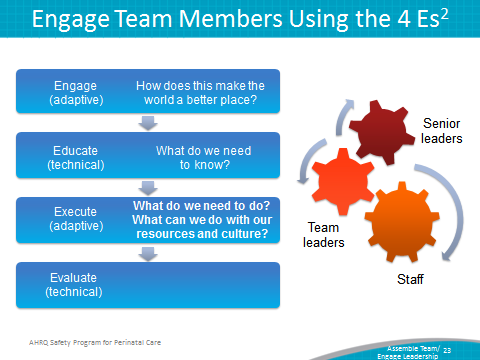 Engage Team Members Using the 4 Es2
Engage
(adaptive)
How does this make the
world a better place?
Educate
(technical)
What do we need
to know?
Execute
(adaptive)
What do we need to do?
What can we do with our
resources and culture?
Evaluate
(technical)
Senior
leaders
Team
leaders
Staff
AHRQ Safety Program for Perinatal Care
Assemble Team/
Engage Leadership
23